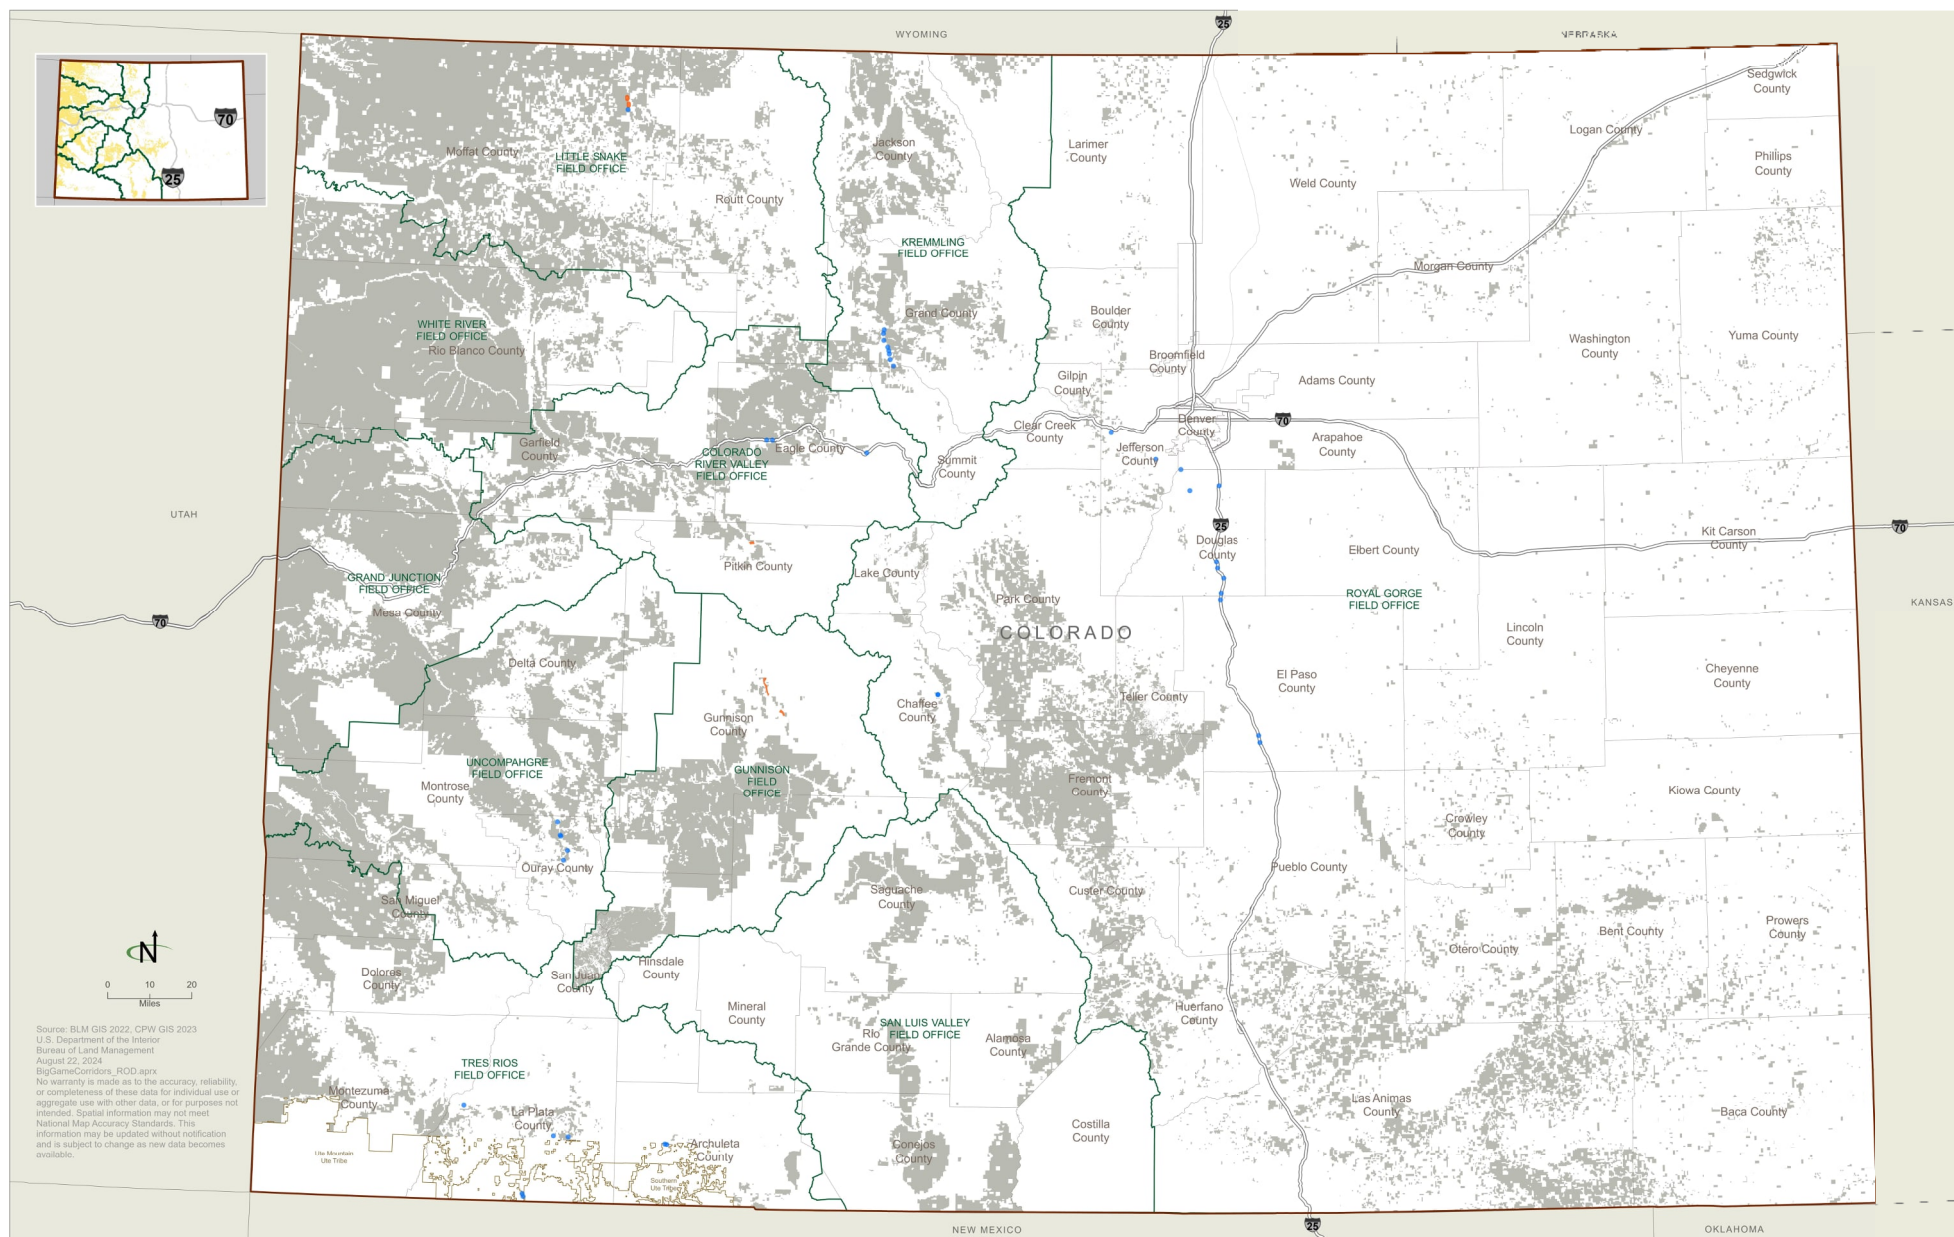 25
WYOMING
NEBRASKA
Sedgwick
County
70
25
Logan County
Moffat County
LITTLE SNAKE
FIELD OFFICE
Jackson
County
Larimer
County
Phillips
County
Weld County
Routt County
KREMMLING
FIELD OFFICE
Morgan County
Grand County
Boulder
County
WHITE RIVER
FIELD OFFICE
Rio Blanco County
Washington
County
Yuma County
Broomfield
County
Gilpin
County
Adams County
Clear Creek
County
Denver
County
70
Arapahoe
County
Garfield
County
COLORADO
RIVER VALLEY
FIELD OFFICE
Eagle County
Summit
County
Jefferson
County
UTAH
25
Douglas
County
Elbert County
Kit Carson
County
70
GRAND JUNCTION
FIELD OFFICE
Mesa County
Pitkin County
Lake County
Park County
ROYAL GORGE
FIELD OFFICE
KANSAS
70
COLORADO
Lincoln
County
Delta County
Cheyenne
County
El Paso
County
Teller County
Chaffee
County
Gunnison
County
UNCOMPAHGRE
FIELD OFFICE
GUNNISON
FIELD
OFFICE
Montrose
County
Fremont
County
Kiowa County
Crowley
County
Ouray County
Pueblo County
Saguache
County
Custer County
San Miguel
County
Prowers
County
Bent County
Otero County
N
0 10 20
Miles
Dolores
County
San Juan
County
Hinsdale
County
Mineral
County
Huerfano
County
Rio
Grande County
SAN LUIS VALLEY
FIELD OFFICE
Alamosa
County
TRES RIOS
FIELD OFFICE
Montezuma
County
La Plata
County
Las Animas
County
Baca County
Costilla
County
Archuleta
County
Conejos
County
Ute Mountain
Ute Tribe
Southern
Ute Tribe
Source: BLM GIS 2022, CPW GIS 2023
U.S. Department of the Interior
Bureau of Land Management
August 22, 2024
BigGameCorridors_ROD.aprx
No warranty is made as to the accuracy, reliability,
or completeness of these data for individual use or
aggregate use with other data, or for purposes not
intended. Spatial information may not meet
National Map Accuracy Standards. This
information may be updated without notification
and is subject to change as new data becomes
available.
NEW MEXICO
25
OKLAHOMA